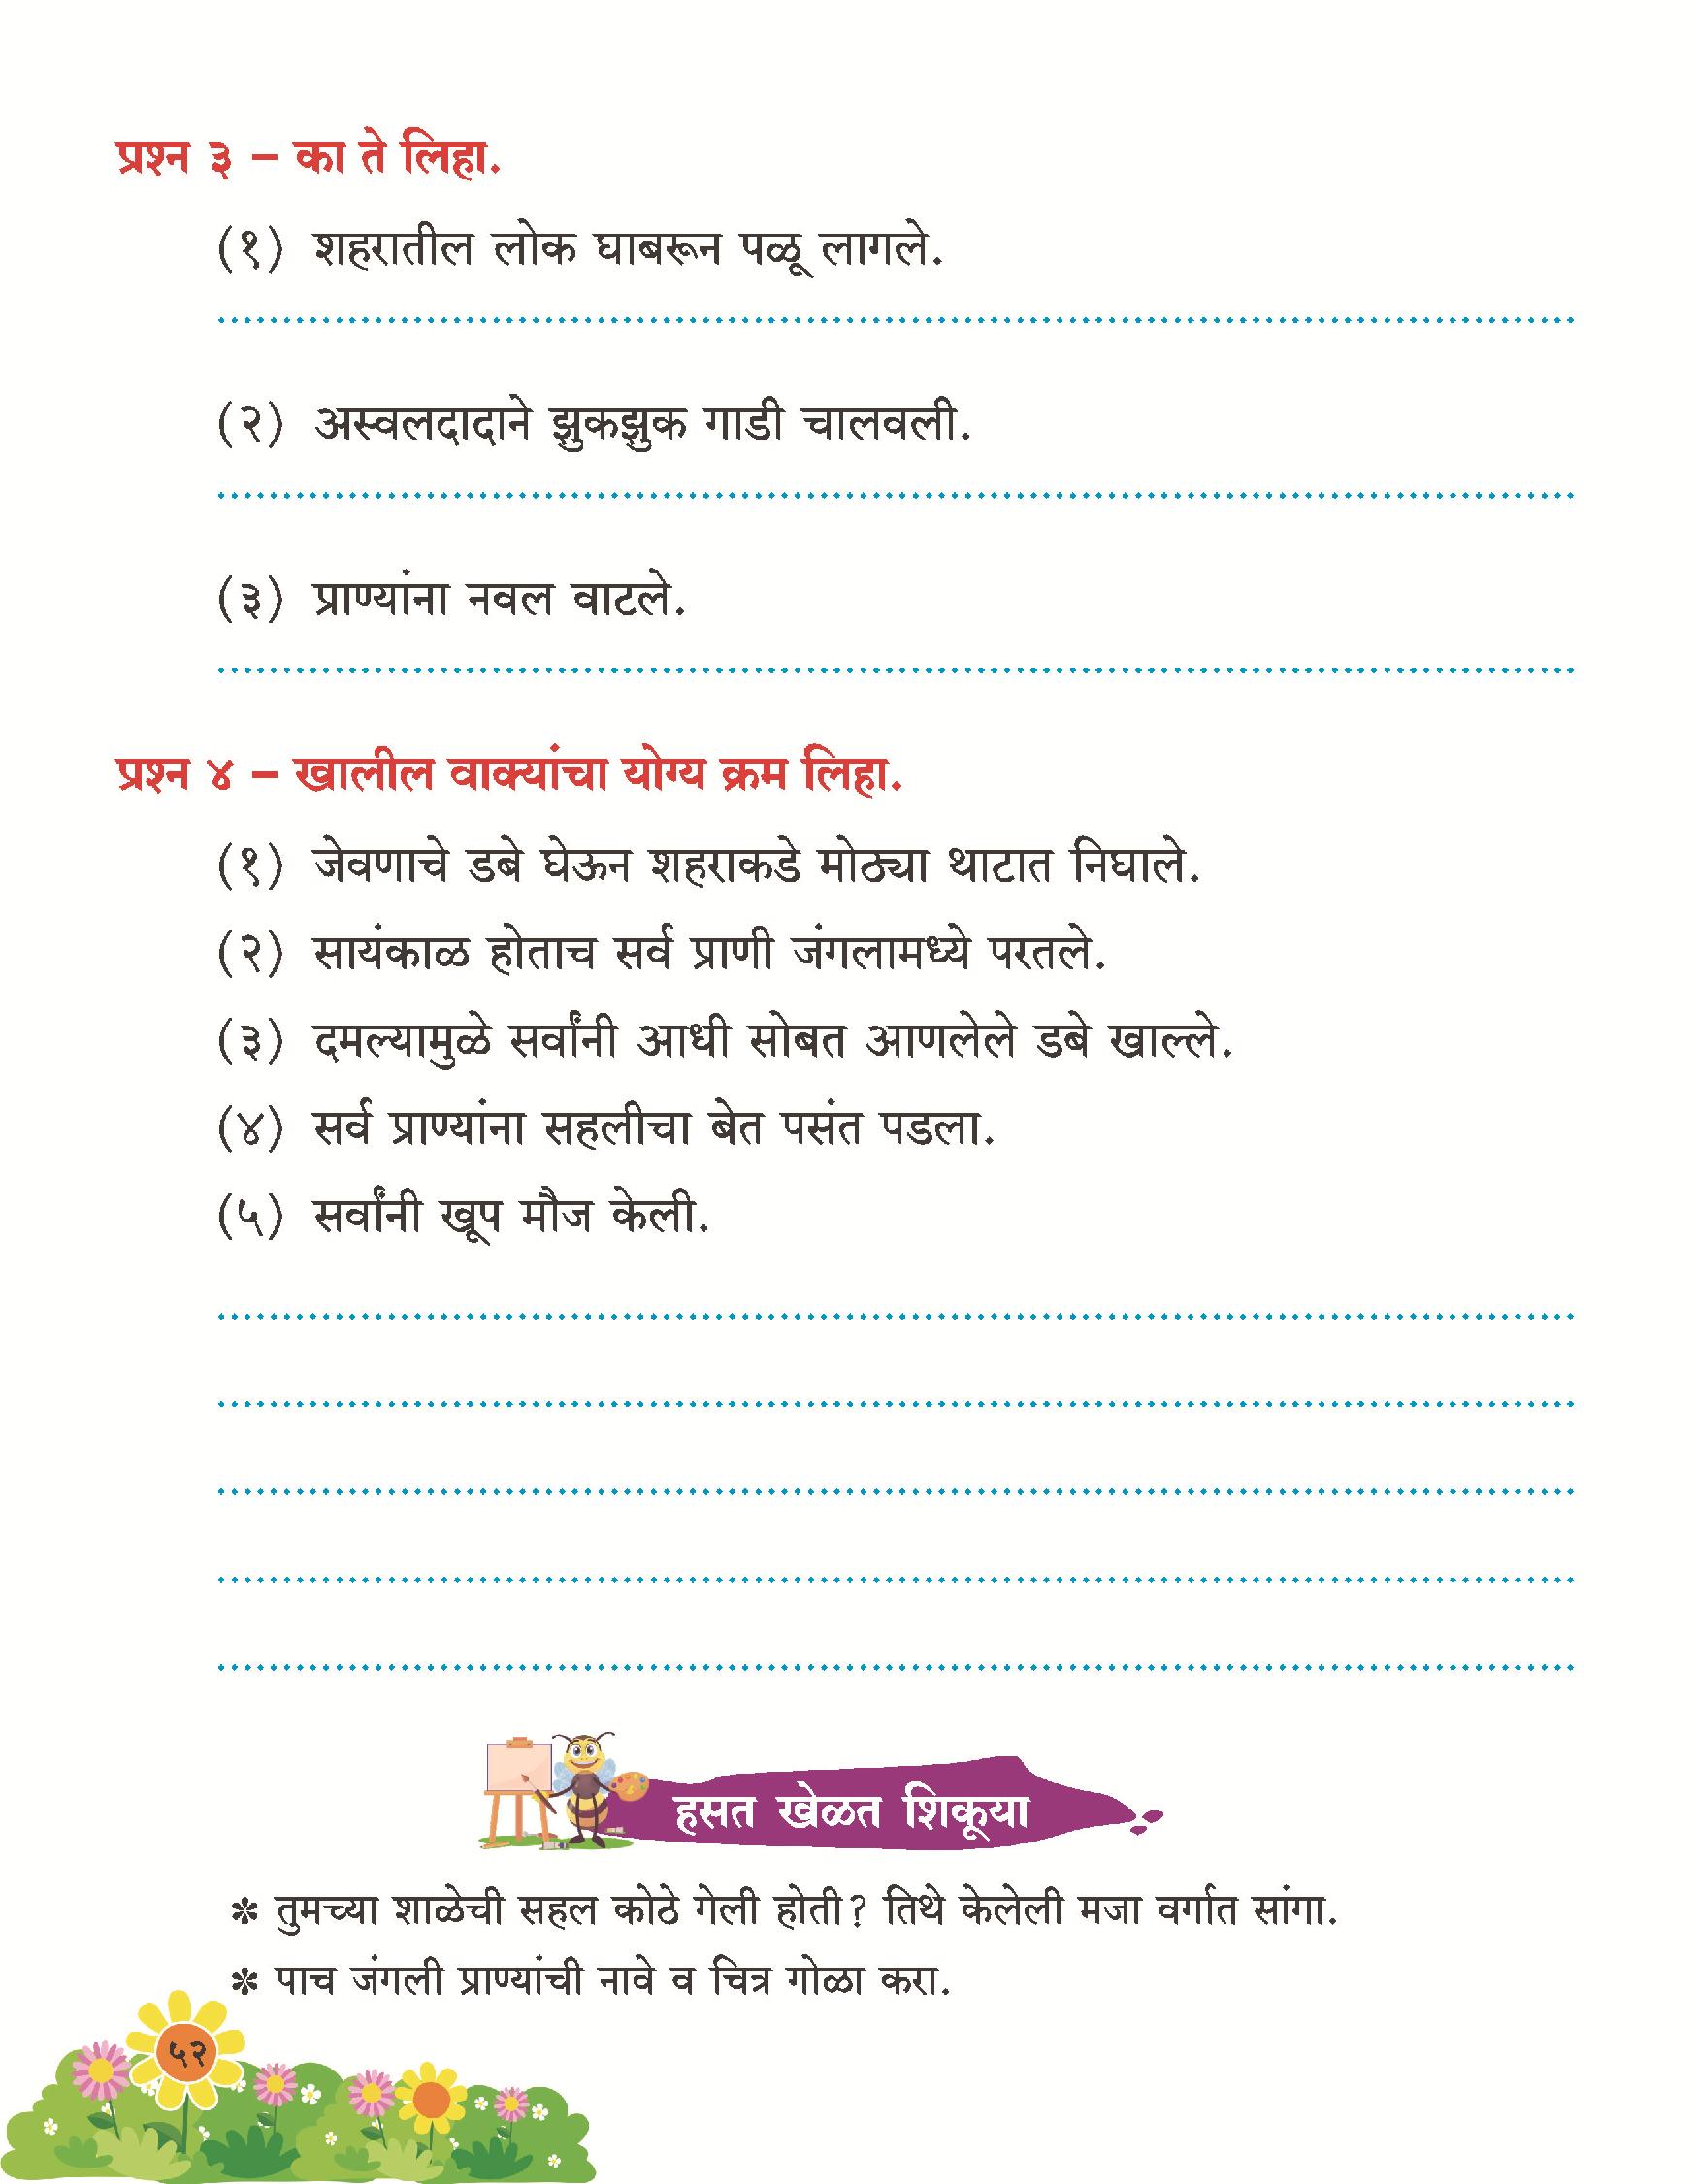 प्रश्न ३ – का ते लिहा.
(१) शहरातील लोक घाबरून पळू लागले.
(२) अस्वलदादाने झुकझुक गाडी चालवली.
(३) प्राण्यांना नवल वाटले.
प्रश्न ४ – खालील वाक्यांचा योग्य क्रम लिहा.
(१) जेवणाचे डबे घेऊन शहराकडे मोठ्या थाटात निघाले.
(२) सायंकाळ होताच सर्व प्राणी जंगलामध्ये परतले.
(३) दमल्यामुळे सर्वांनी आधी सोबत आणलेले डबे खाल्ले.
(४) सर्व प्राण्यांना सहलीचा बेत पसंत पडला.
(५) सर्वांनी खूप मौज केली.
हसत खेळत शिकूया
✽ तुमच्या शाळेची सहल कोठे गेली होती? तिथे केलेली मजा वर्गात सांगा.
✽ पाच जंगली प्राण्यांची नावे व चित्र गोळा करा.
५२